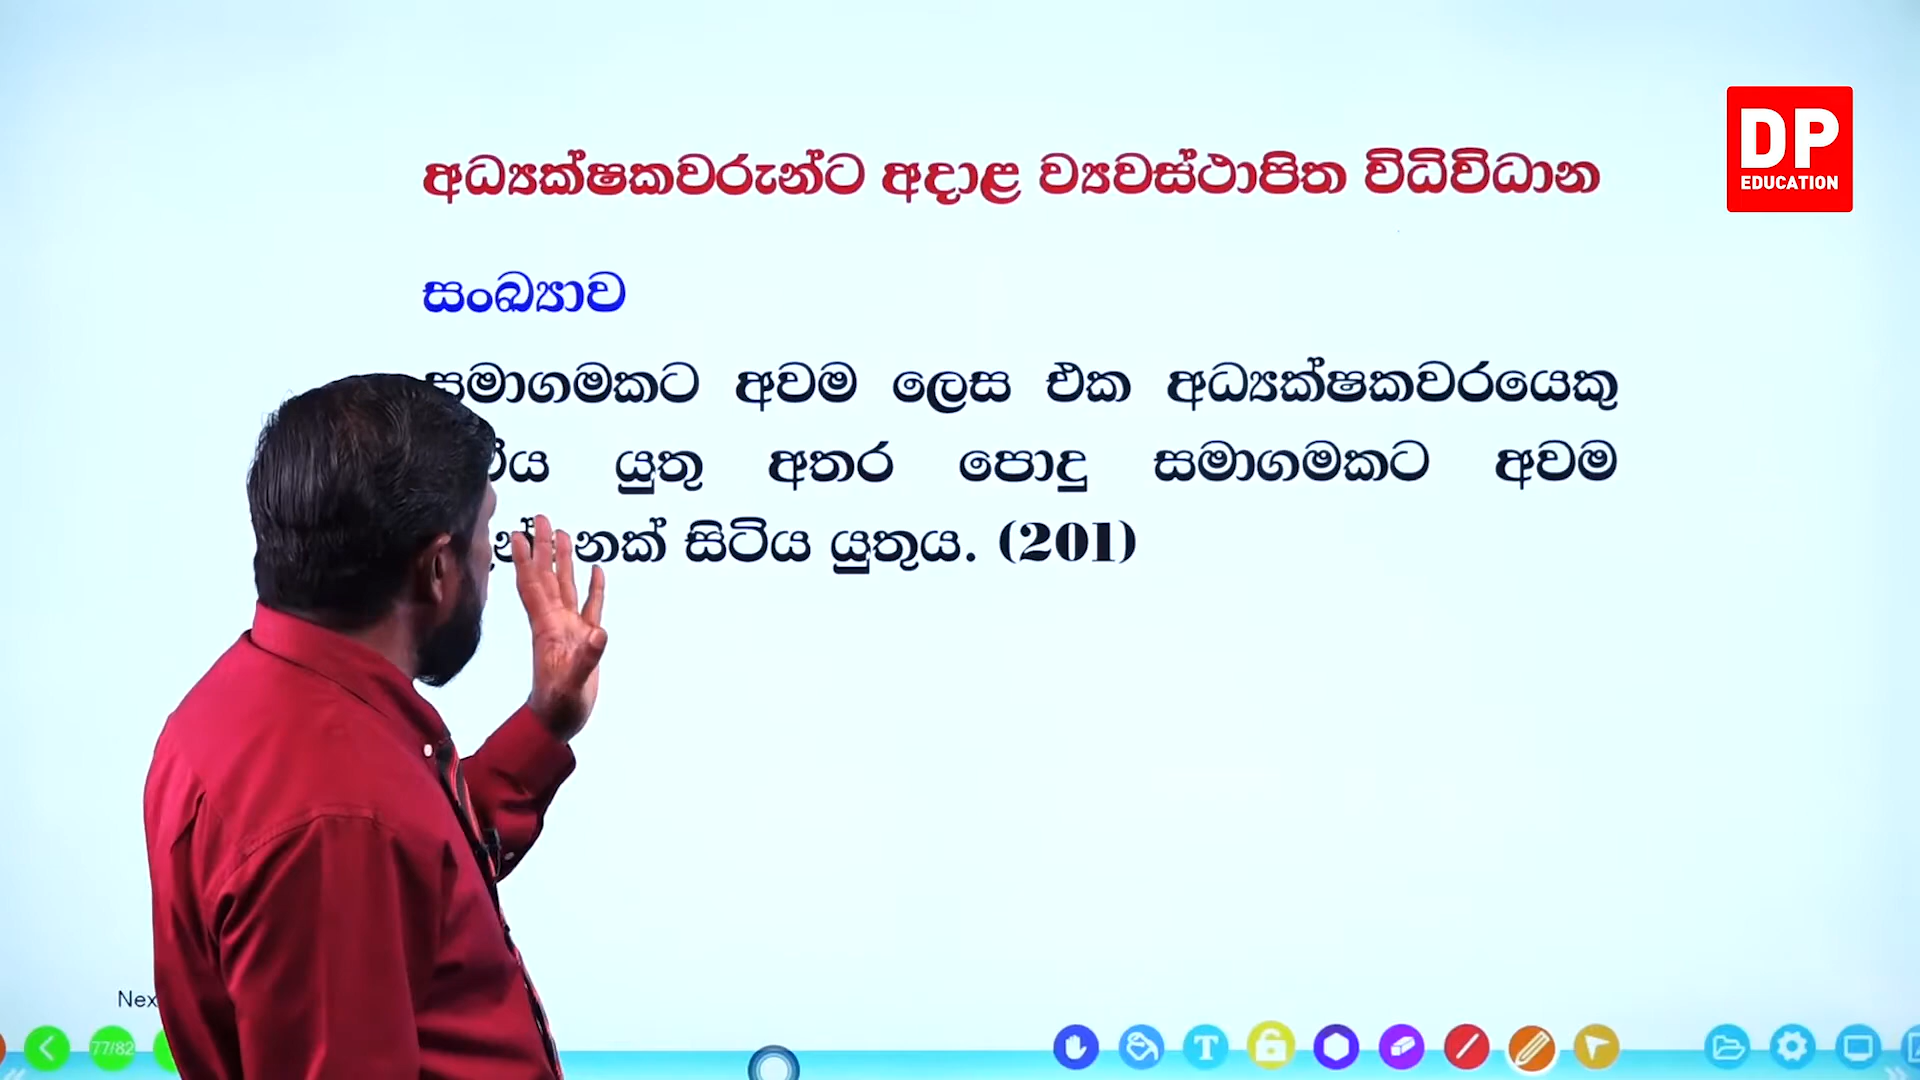 DP
EDUCATION
අධ්‍යක්ෂකවරුන්ට අදාළ ව්‍යවස්ථාපිත විධිවිධාන
සංඛ්‍යාව
සමාගමකට අවම ලෙස එක අධ්‍යක්ෂකවරයෙකු
යුතු අතර පොදු සමාගමකට අවම
සිටිය යුතුය. (201)
77/82
T